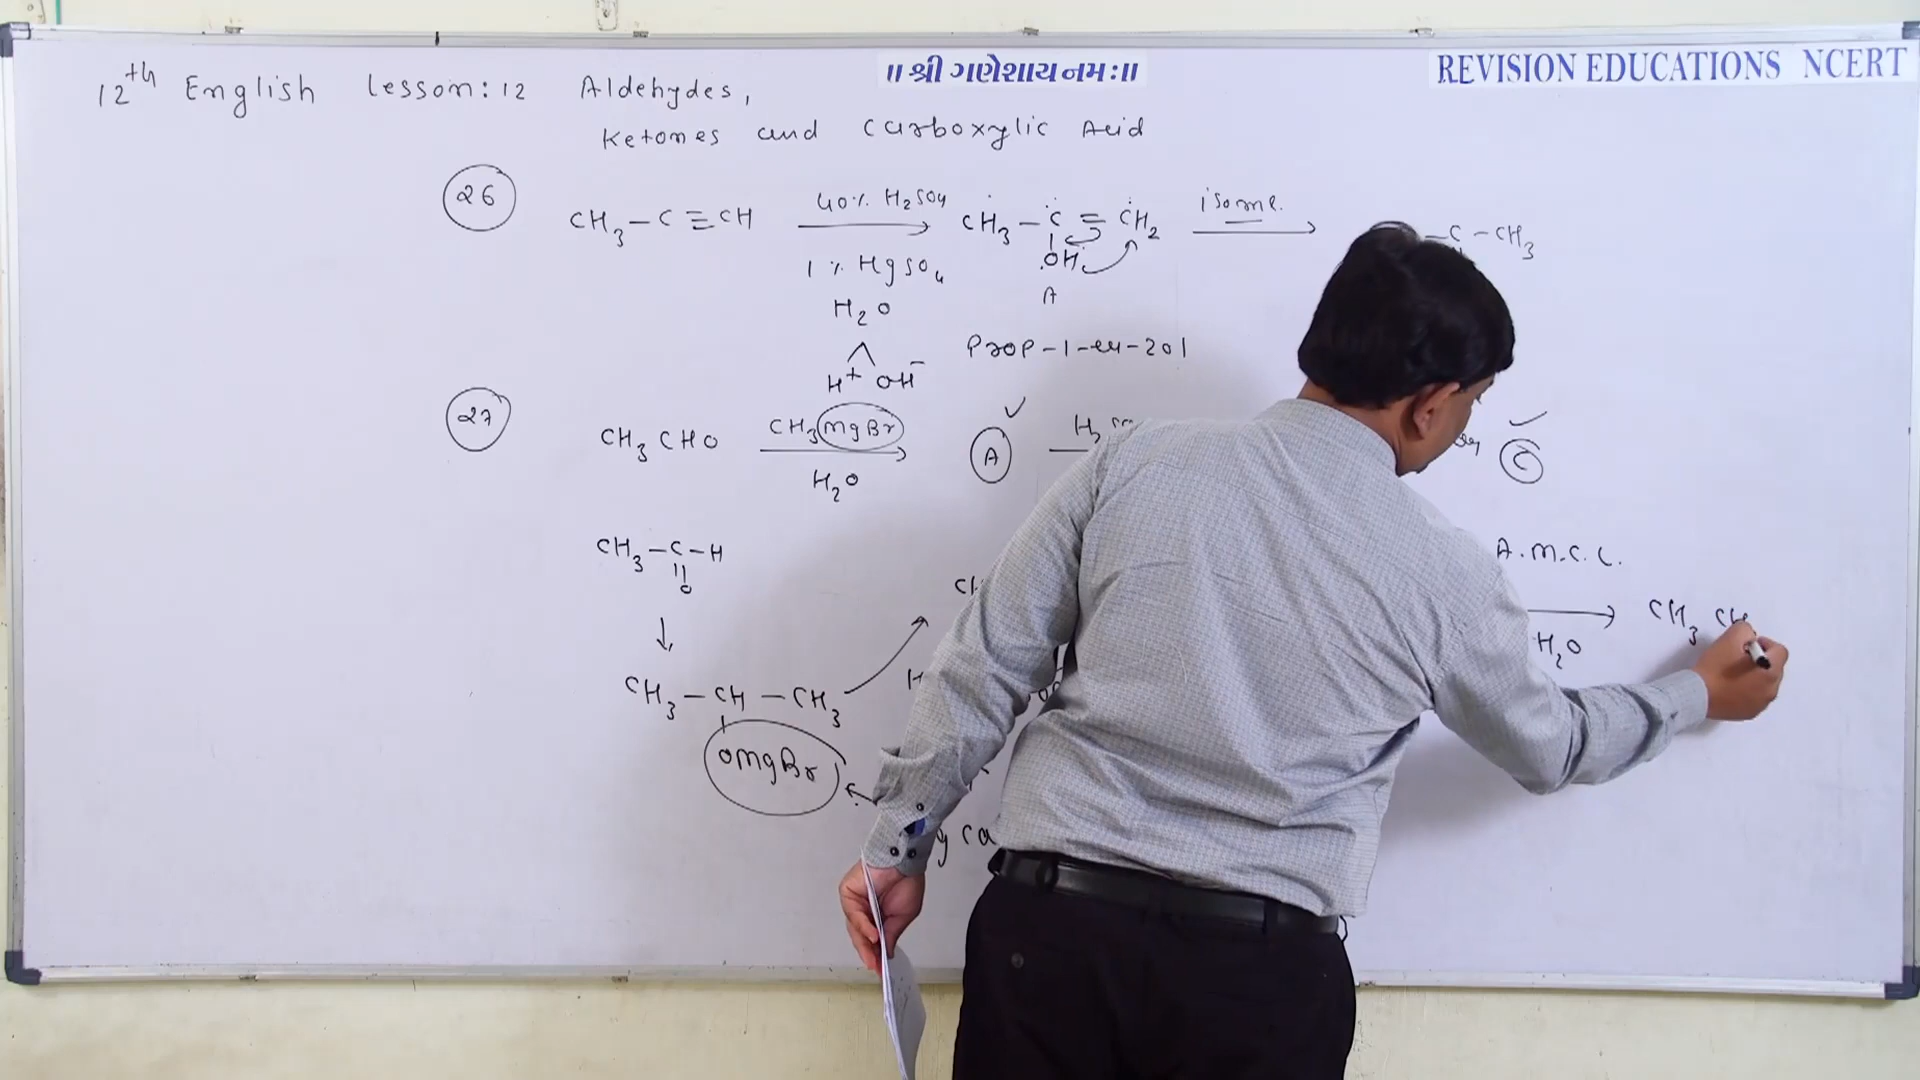 ॥ श्री ગણેશાય નમઃ॥
REVISION EDUCATIONS NCERT
12th English Lesson: 12 Aldehydes,
Ketones and Carboxylic Acid
26 CH3 – C ≡ CH 40% H2SO4 CH3 – C = CH2 isome. – C – CH3
1 % HgSO4 OH
H2O A
H+ OH– Prop-1-en-2-ol
27 CH3 CHO CH3 MgBr A C
H2O
CH3 – C – H A.M.C.C.
O
CH3 CH
H2O
CH3 – CH – CH3
OMgBr